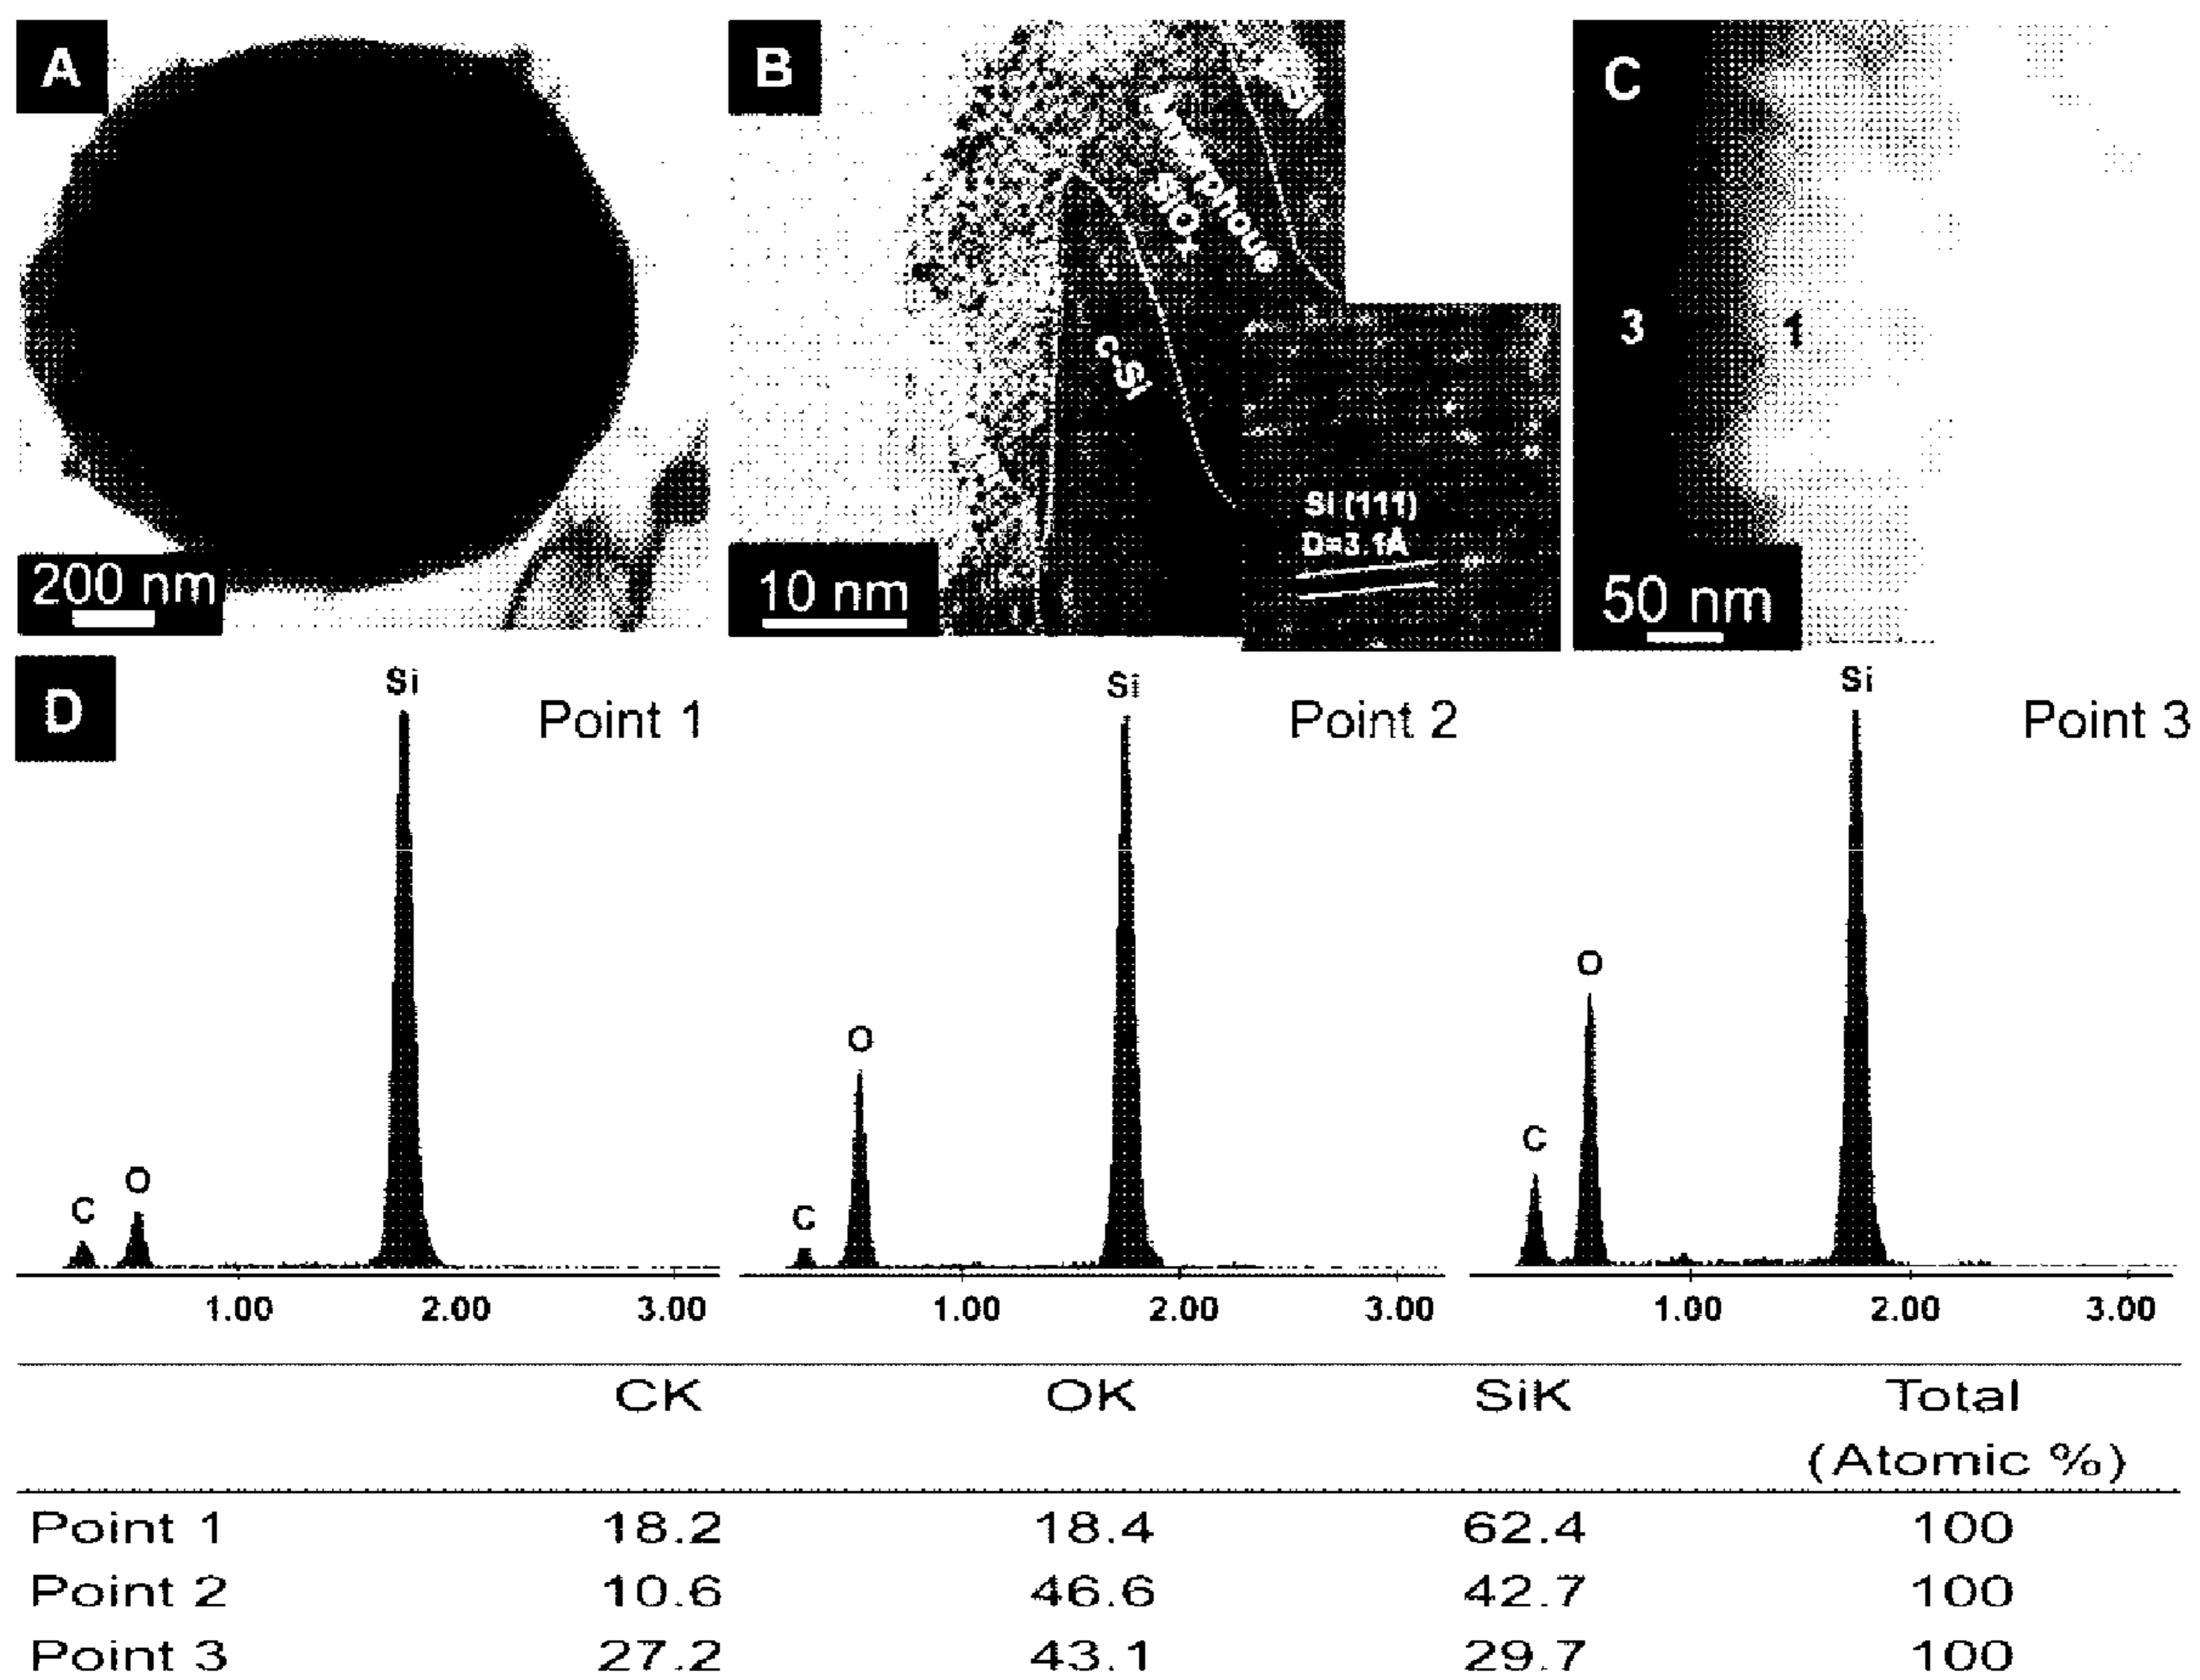 A
200 nm
B
Amorphous
SiOx
c-Si
Si (111)
D=3.1Å
10 nm
C
3 1
50 nm
D
Si Point 1
O
C
1.00 2.00 3.00
Si Point 2
O
C
1.00 2.00 3.00
Si Point 3
O
C
1.00 2.00 3.00
CK OK SiK Total
(Atomic %)
Point 1 18.2 18.4 62.4 100
Point 2 10.6 46.6 42.7 100
Point 3 27.2 43.1 29.7 100